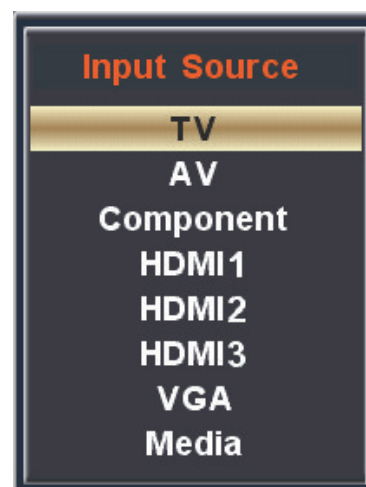 Input Source
TV
AV
Component
HDMI1
HDMI2
HDMI3
VGA
Media